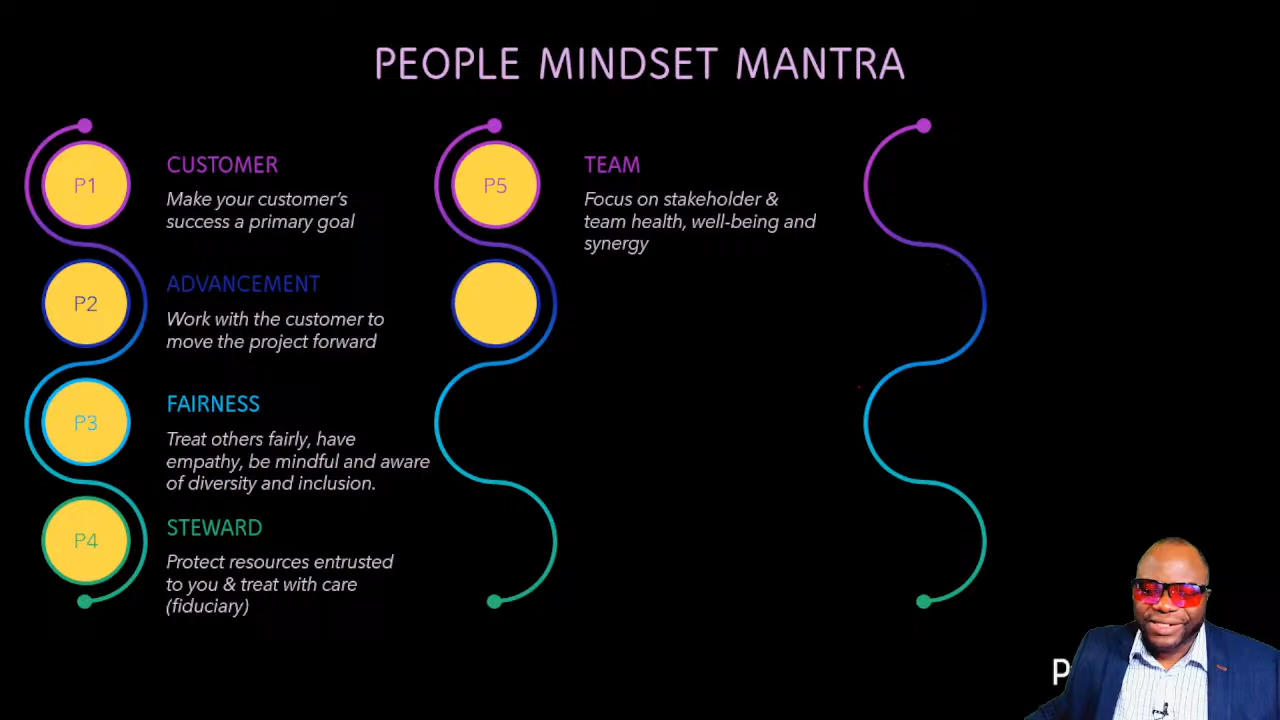 PEOPLE MINDSET MANTRA
P1
CUSTOMER
Make your customer's
success a primary goal
P2
ADVANCEMENT
Work with the customer to
move the project forward
P3
FAIRNESS
Treat others fairly, have
empathy, be mindful and aware
of diversity and inclusion.
P4
STEWARD
Protect resources entrusted
to you & treat with care
(fiduciary)
P5
TEAM
Focus on stakeholder &
team health, well-being and
synergy